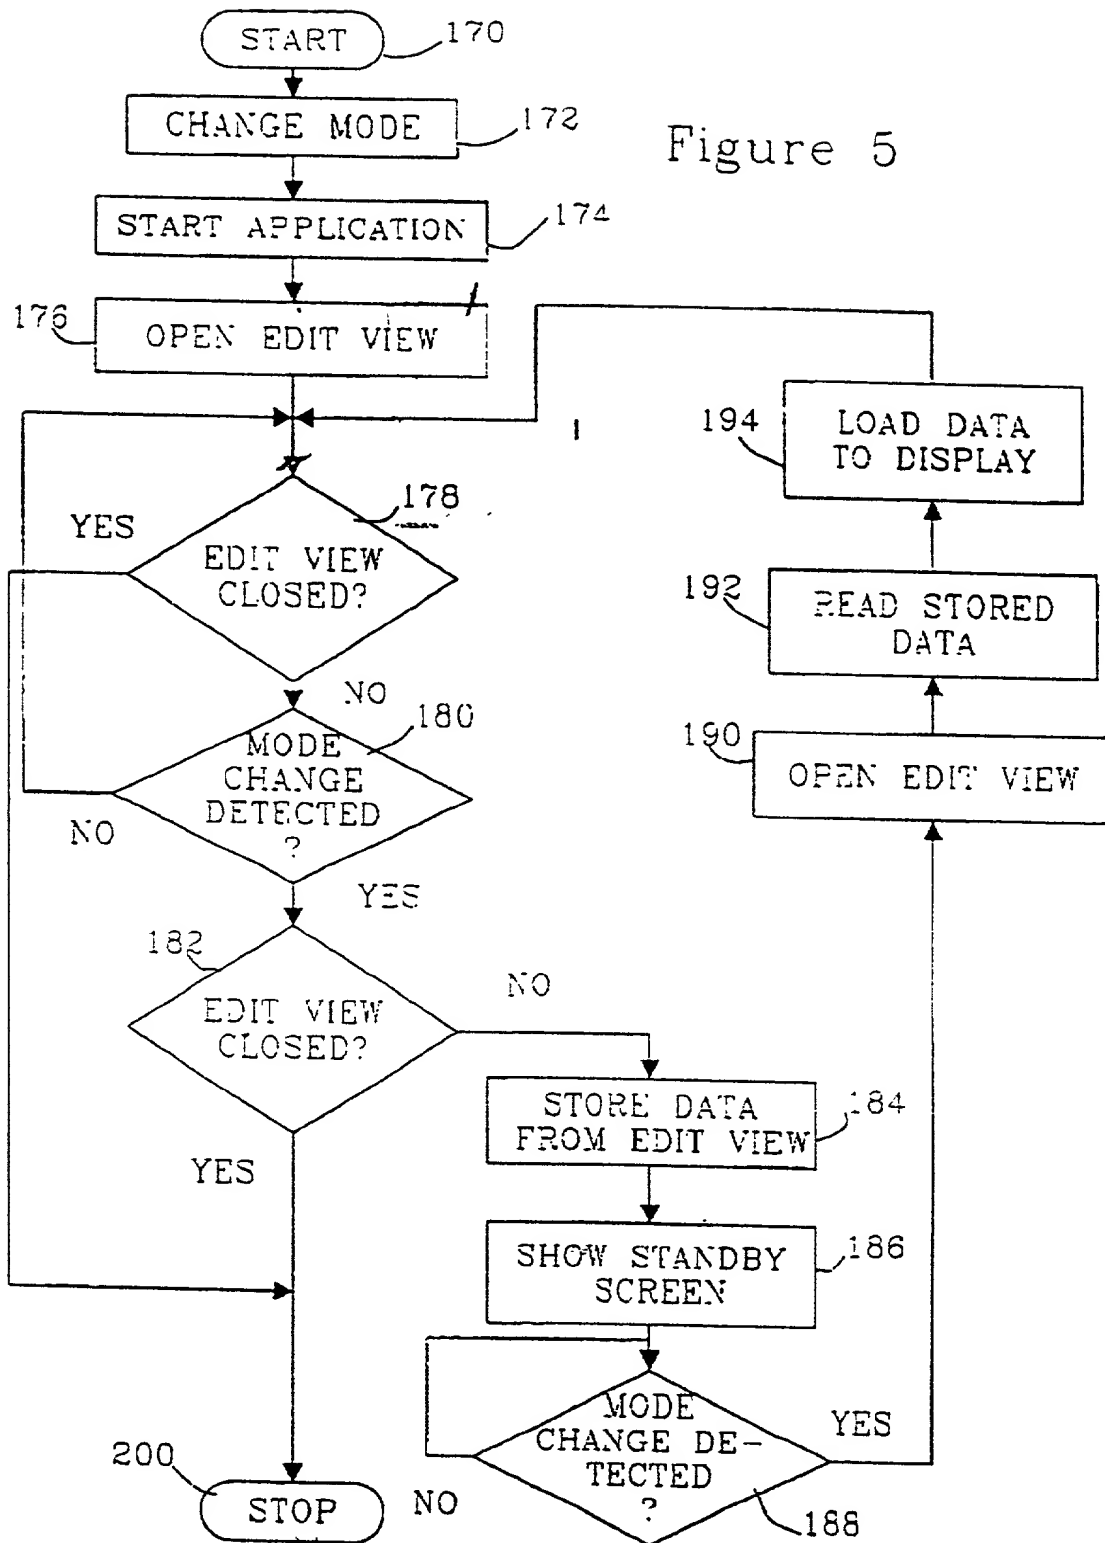 START
170
CHANGE MODE
172
Figure 5
START APPLICATION
174
176
OPEN EDIT VIEW
194
LOAD DATA
TO DISPLAY
178
YES
EDIT VIEW
CLOSED?
192
READ STORED
DATA
NO
180
MODE
CHANGE
DETECTED
?
NO
190
OPEN EDIT VIEW
YES
182
NO
EDIT VIEW
CLOSED?
STORE DATA
FROM EDIT VIEW
184
YES
SHOW STANDBY
SCREEN
186
MODE
CHANGE DE-
TECTED
?
YES
200
STOP
NO
188